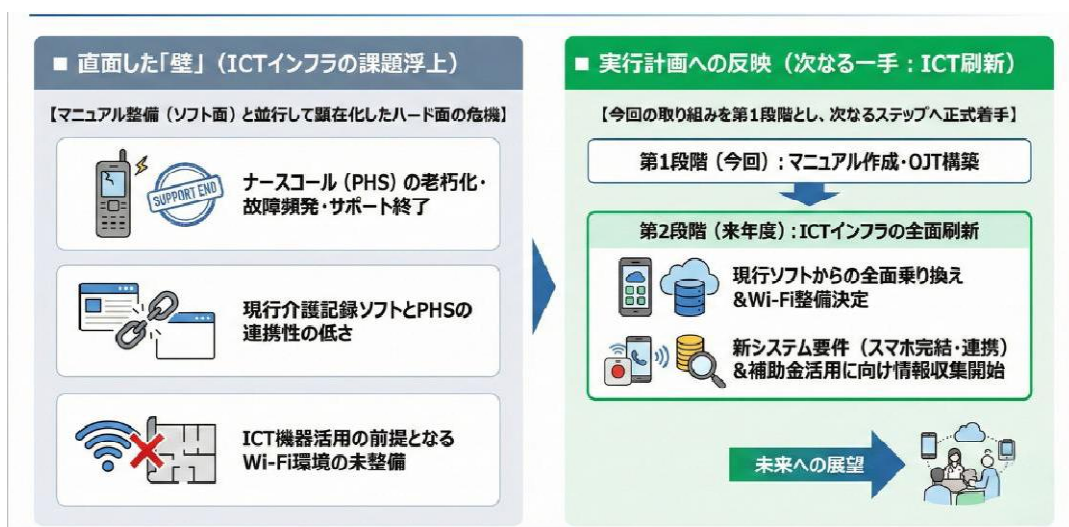 ■ 直面した「壁」（ICTインフラの課題浮上）
【マニュアル整備（ソフト面）と並行して顕在化したハード面の危機】
SUPPORT END
ナースコール（PHS）の老朽化・
故障頻発・サポート終了
現行介護記録ソフトとPHSの
連携性の低さ
ICT機器活用の前提となる
Wi-Fi環境の未整備
■ 実行計画への反映（次なる一手：ICT刷新）
【今回の取り組みを第1段階とし、次なるステップへ正式着手】
第1段階（今回）：マニュアル作成・OJT構築
第2段階（来年度）：ICTインフラの全面刷新
現行ソフトからの全面乗り換え
&Wi-Fi整備決定
新システム要件（スマホ完結・連携）
&補助金活用に向け情報収集開始
未来への展望